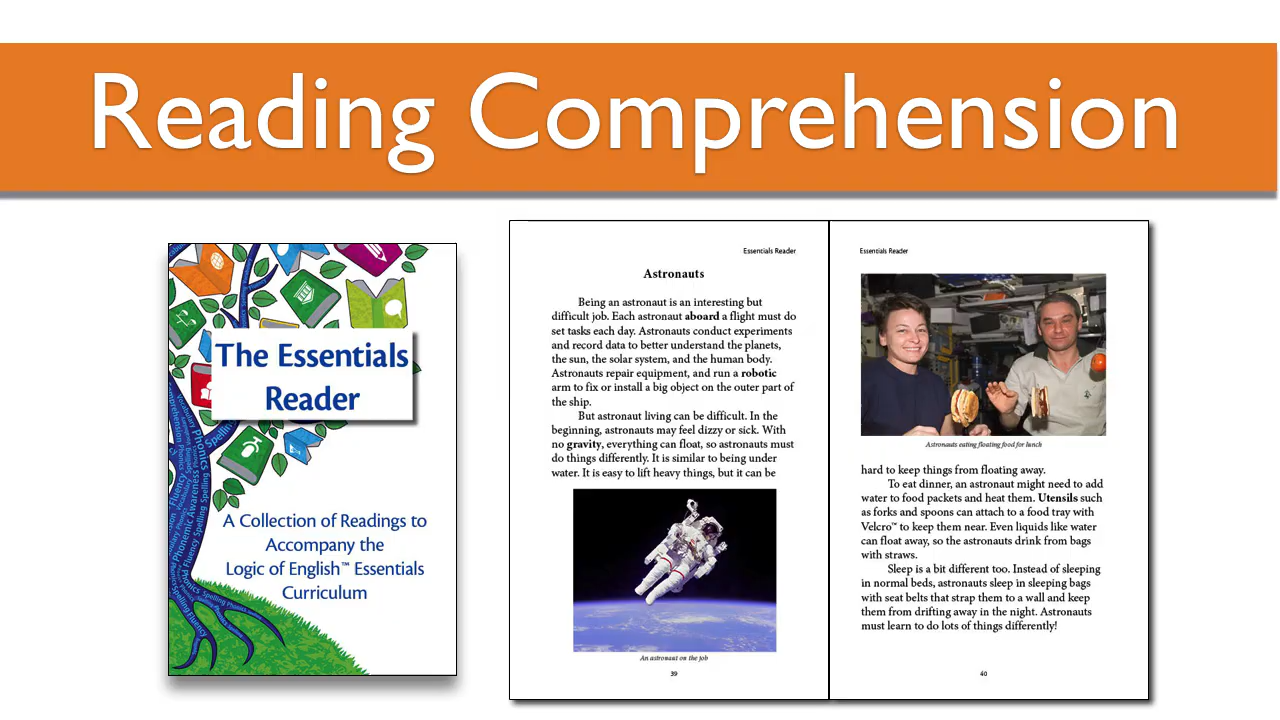 Reading Comprehension
The Essentials
Reader
A Collection of Readings to
Accompany the
Logic of English™ Essentials
Curriculum
Essentials Reader
Astronauts
Being an astronaut is an interesting but
difficult job. Each astronaut aboard a flight must do
set tasks each day. Astronauts conduct experiments
and record data to better understand the planets,
the sun, the solar system, and the human body.
Astronauts repair equipment, and run a robotic
arm to fix or install a big object on the outer part of
the ship.
But astronaut living can be difficult. In the
beginning, astronauts may feel dizzy or sick. With
no gravity, everything can float, so astronauts must
do things differently. It is similar to being under
water. It is easy to lift heavy things, but it can be
An astronaut on the job
39
Essentials Reader
Astronauts eating floating food for lunch
hard to keep things from floating away.
To eat dinner, an astronaut might need to add
water to food packets and heat them. Utensils such
as forks and spoons can attach to a food tray with
Velcro™ to keep them near. Even liquids like water
can float away, so the astronauts drink from bags
with straws.
Sleep is a bit different too. Instead of sleeping
in normal beds, astronauts sleep in sleeping bags
with seat belts that strap them to a wall and keep
them from drifting away in the night. Astronauts
must learn to do lots of things differently!
40